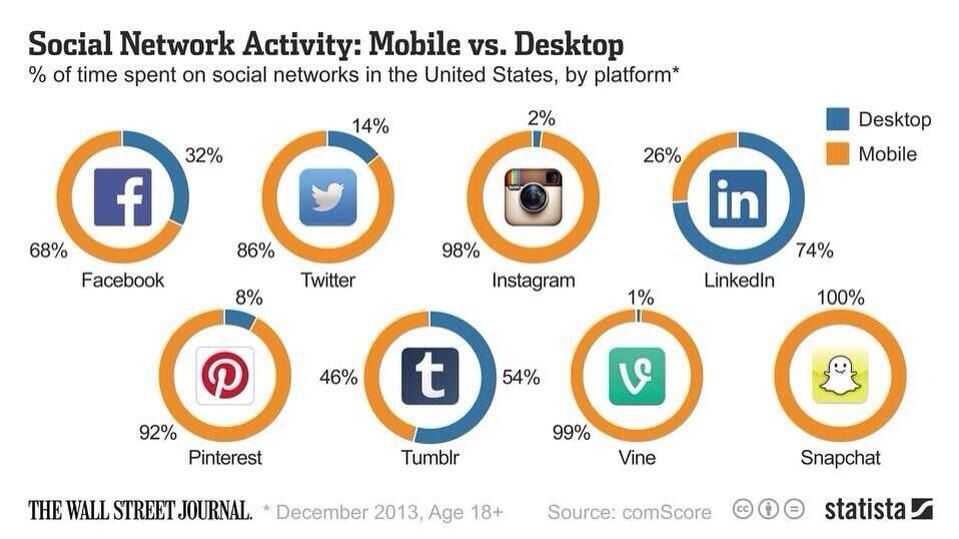 Social Network Activity: Mobile vs. Desktop
% of time spent on social networks in the United States, by platform*
Desktop
Mobile
32%
68%
f
Facebook
14%
86%
Twitter
2%
98%
Instagram
26%
74%
in
LinkedIn
8%
92%
Pinterest
46%
54%
t
Tumblr
1%
99%
Vine
100%
Snapchat
THE WALL STREET JOURNAL. * December 2013, Age 18+ Source: comScore cc statista